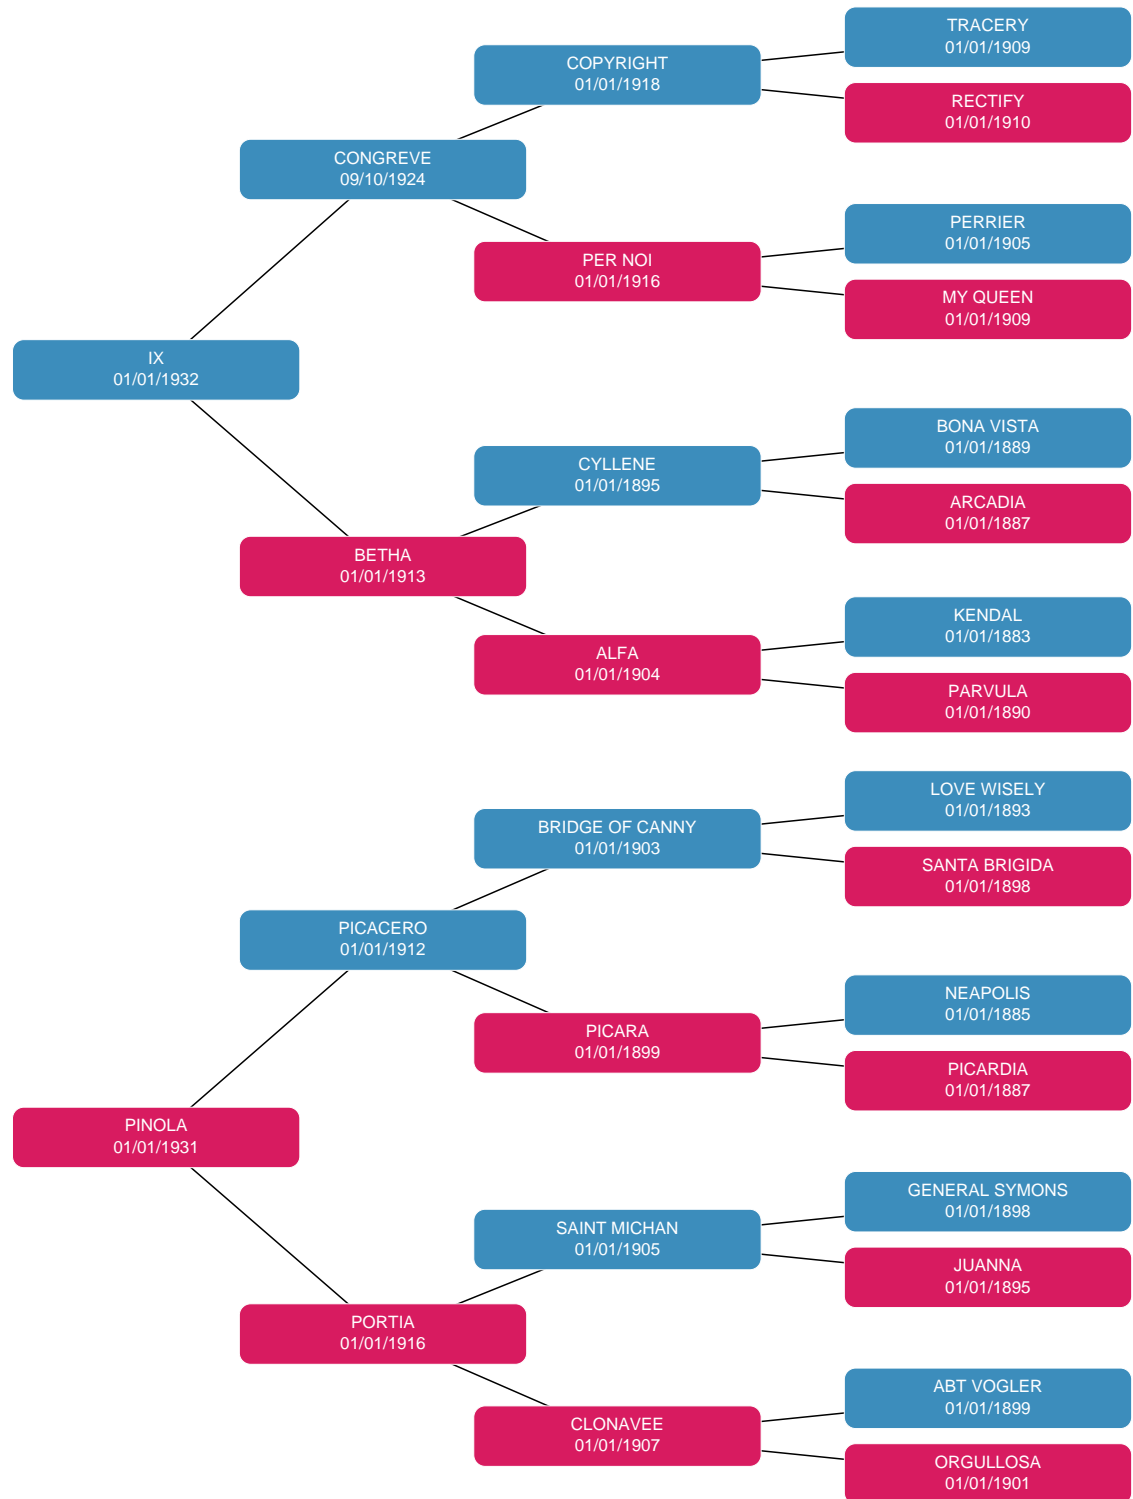 TRACERY
01/01/1909
COPYRIGHT
01/01/1918
RECTIFY
01/01/1910
CONGREVE
09/10/1924
PERRIER
01/01/1905
PER NOI
01/01/1916
MY QUEEN
01/01/1909
IX
01/01/1932
BONA VISTA
01/01/1889
CYLLENE
01/01/1895
ARCADIA
01/01/1887
BETHA
01/01/1913
KENDAL
01/01/1883
ALFA
01/01/1904
PARVULA
01/01/1890
LOVE WISELY
01/01/1893
BRIDGE OF CANNY
01/01/1903
SANTA BRIGIDA
01/01/1898
PICACERO
01/01/1912
NEAPOLIS
01/01/1885
PICARA
01/01/1899
PICARDIA
01/01/1887
PINOLA
01/01/1931
GENERAL SYMONS
01/01/1898
SAINT MICHAN
01/01/1905
JUANNA
01/01/1895
PORTIA
01/01/1916
ABT VOGLER
01/01/1899
CLONAVEE
01/01/1907
ORGULLOSA
01/01/1901